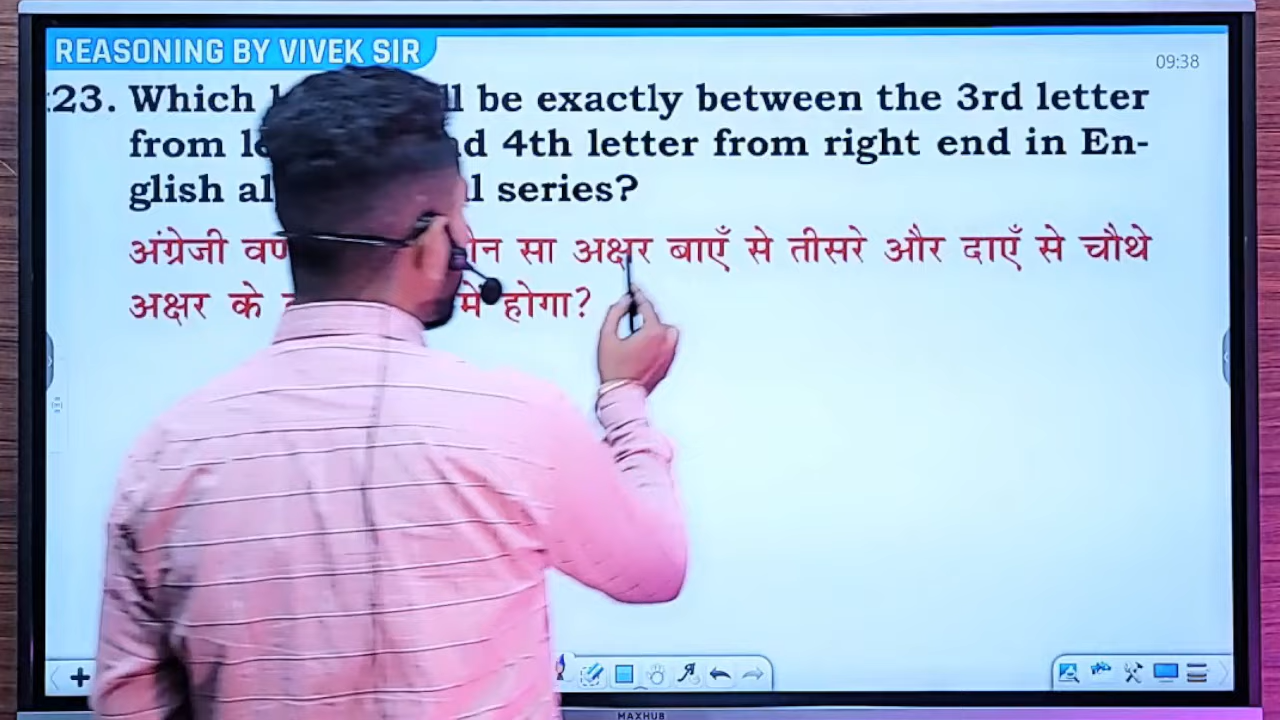 REASONING BY VIVEK SIR
09:38
23. Which be exactly between the 3rd letter
from 4th letter from right end in En-
glish series?
अंग्रेजी सा अक्षर बाएँ से तीसरे और दाएँ से चौथे
अक्षर के में होगा?
MAXHUB